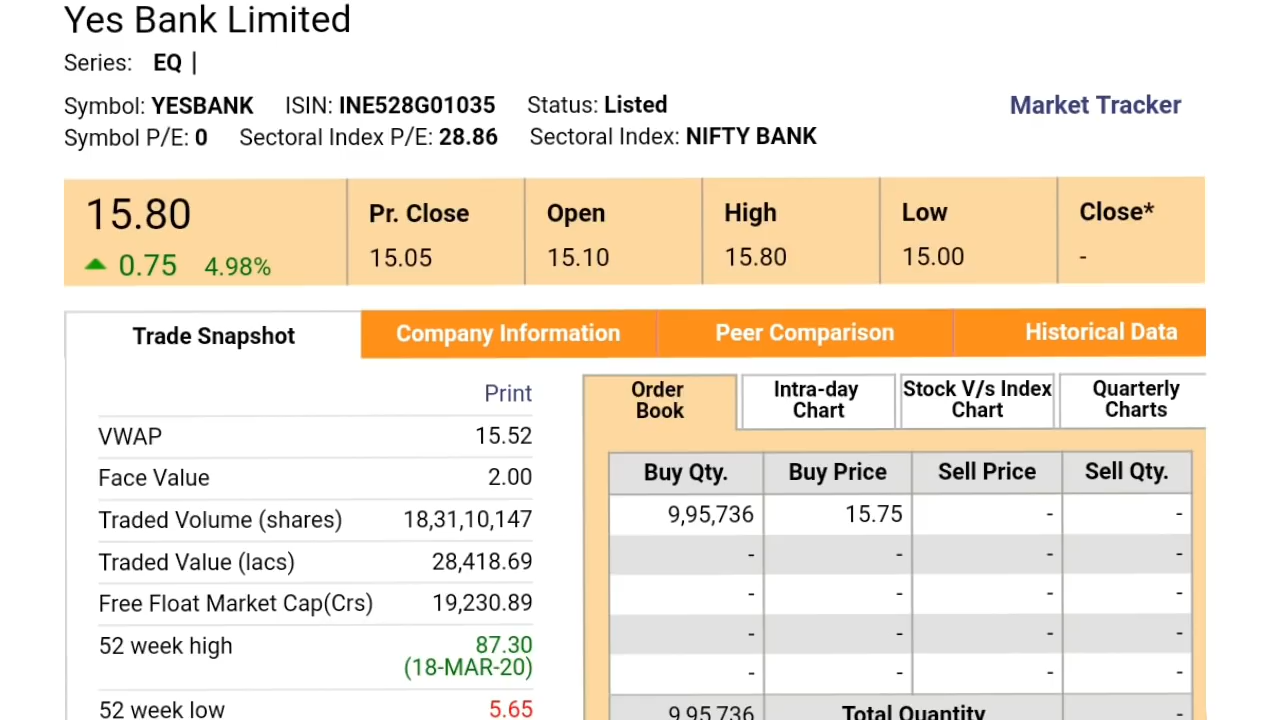 Yes Bank Limited
Series: EQ |
Symbol: YESBANK ISIN: INE528G01035 Status: Listed Market Tracker
Symbol P/E: 0 Sectoral Index P/E: 28.86 Sectoral Index: NIFTY BANK
15.80
0.75 4.98%
Pr. Close Open High Low Close*
15.05 15.10 15.80 15.00 -
Trade Snapshot Company Information Peer Comparison Historical Data
Print
VWAP 15.52
Face Value 2.00
Traded Volume (shares) 18,31,10,147
Traded Value (lacs) 28,418.69
Free Float Market Cap(Crs) 19,230.89
52 week high 87.30
(18-MAR-20)
52 week low 5.65
Order Book
Intra-day Chart
Stock V/s Index Chart
Quarterly Charts
Buy Qty. Buy Price Sell Price Sell Qty.
9,95,736 15.75 - -
- - - -
- - - -
- - - -
- - - -
9,95,736 Total Quantity -